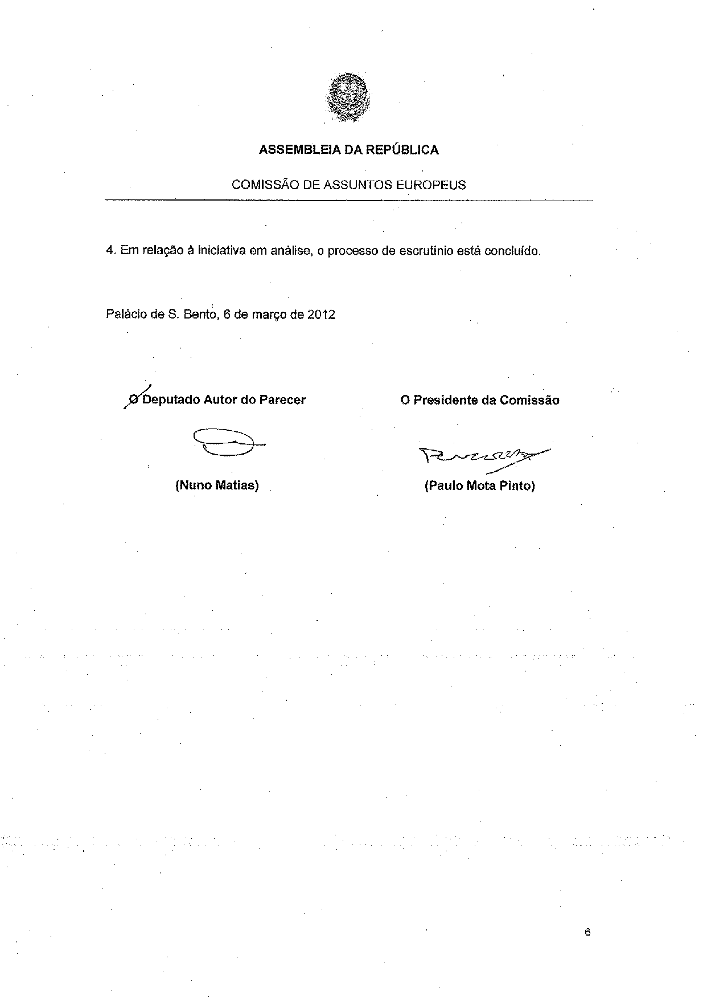 ASSEMBLEIA DA REPÚBLICA
COMISSÃO DE ASSUNTOS EUROPEUS
4. Em relação à iniciativa em análise, o processo de escrutínio está concluído.
Palácio de S. Bento, 6 de março de 2012
O Deputado Autor do Parecer O Presidente da Comissão
(Nuno Matias) (Paulo Mota Pinto)
6